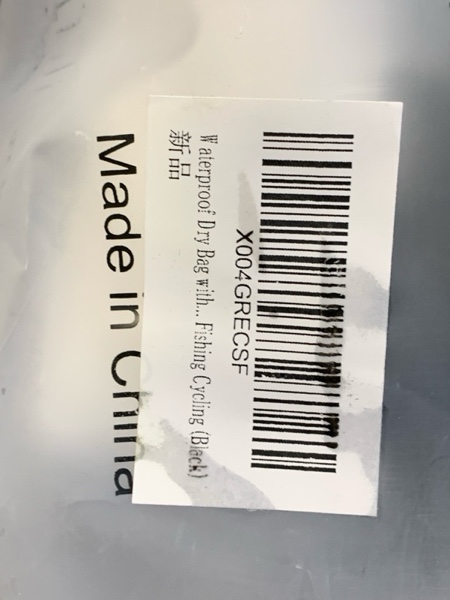 X004GRECSF
Waterproof Dry Bag with... Fishing Cycling (Black)
新品
Made in China